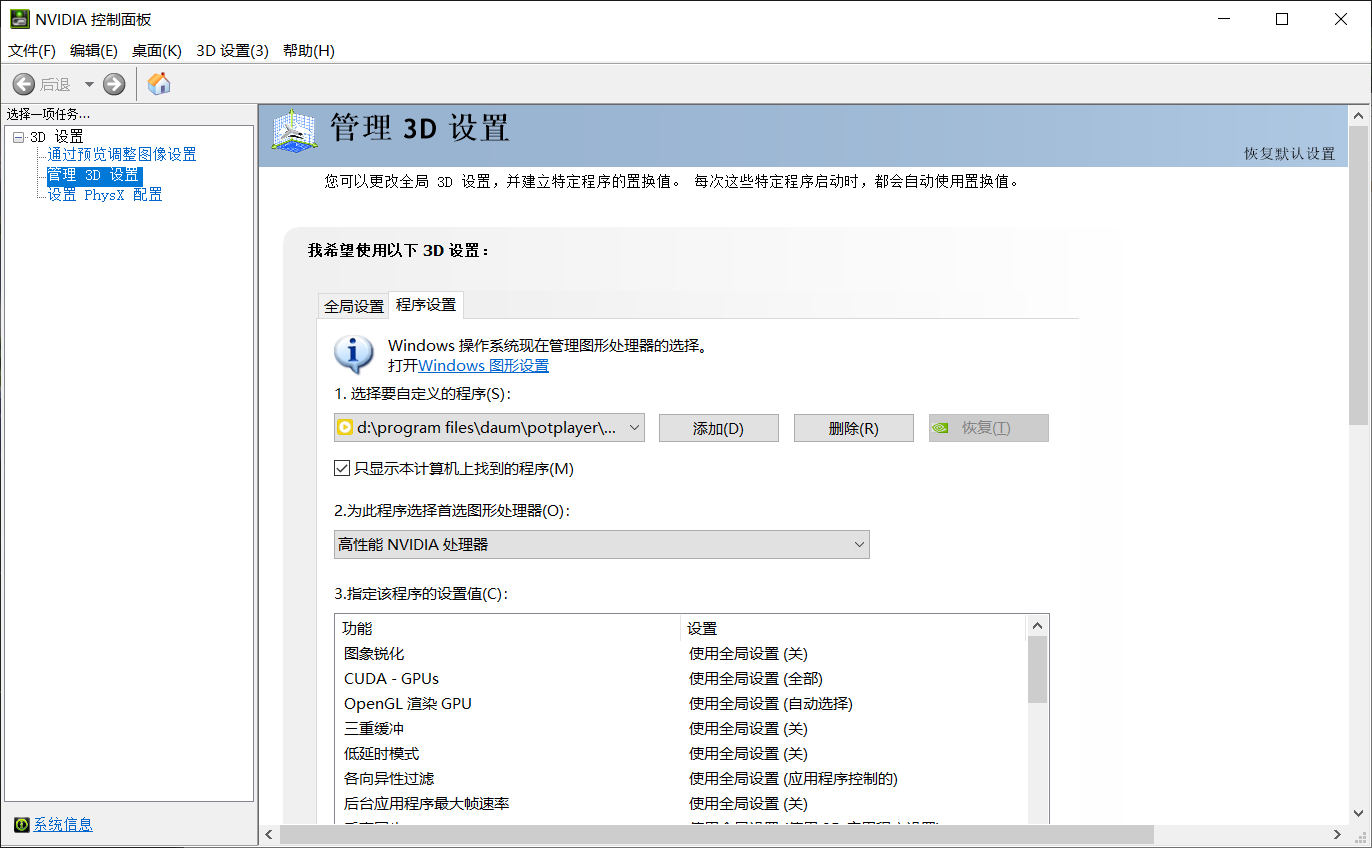 NVIDIA 控制面板
文件(F) 编辑(E) 桌面(K) 3D 设置(3) 帮助(H)
后退
选择一项任务...
3D 设置
通过预览调整图像设置
管理 3D 设置
设置 PhysX 配置
系统信息
管理 3D 设置
恢复默认设置
您可以更改全局 3D 设置，并建立特定程序的置换值。 每次这些特定程序启动时，都会自动使用置换值。
我希望使用以下 3D 设置：
全局设置 程序设置
Windows 操作系统现在管理图形处理器的选择。
打开Windows 图形设置
1. 选择要自定义的程序(S)：
d:\program files\daum\potplayer\... 添加(D) 删除(R) 恢复(T)
只显示本计算机上找到的程序(M)
2.为此程序选择首选图形处理器(O)：
高性能 NVIDIA 处理器
3.指定该程序的设置值(C)：
功能 设置
图象锐化 使用全局设置 (关)
CUDA - GPUs 使用全局设置 (全部)
OpenGL 渲染 GPU 使用全局设置 (自动选择)
三重缓冲 使用全局设置 (关)
低延时模式 使用全局设置 (关)
各向异性过滤 使用全局设置 (应用程序控制的)
后台应用程序最大帧速率 使用全局设置 (关)